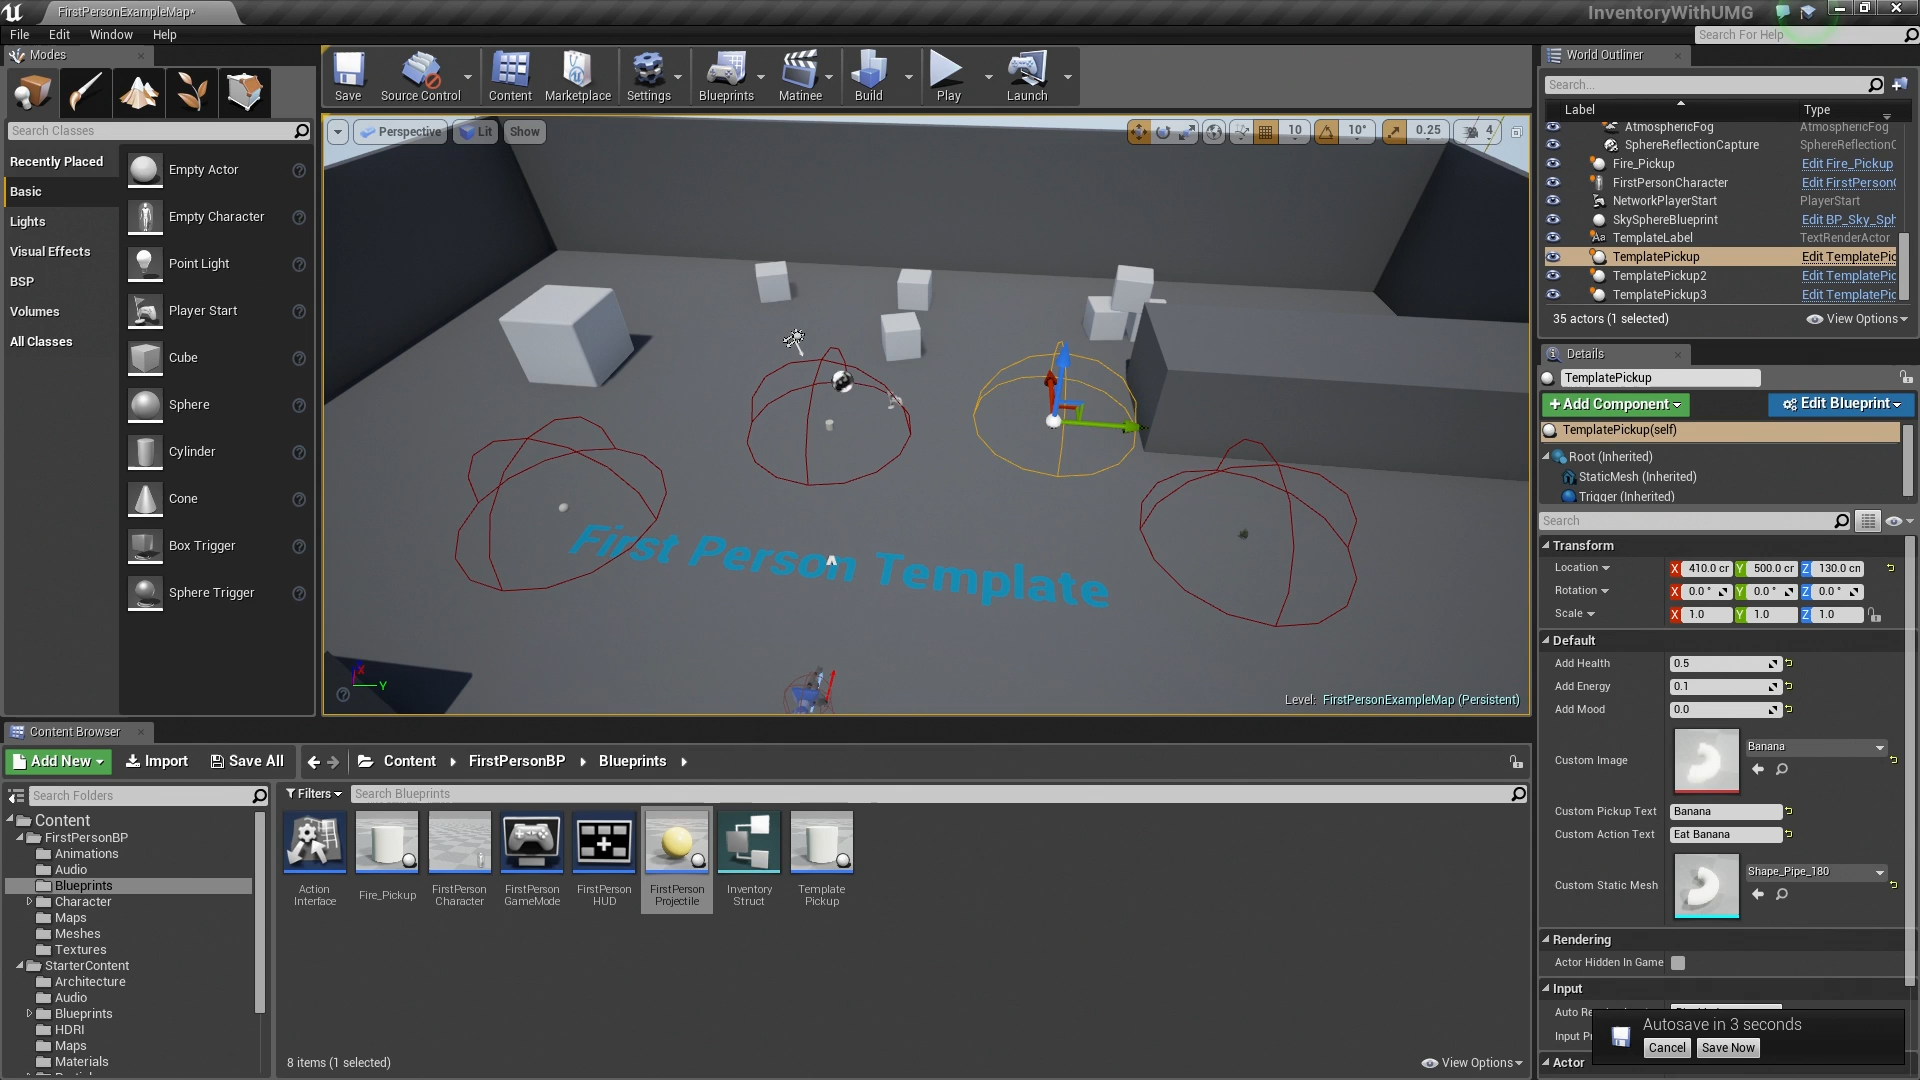 FirstPersonExampleMap*
InventoryWithUMG
File Edit Window Help
Search For Help
Modes
Search Classes
Recently Placed
Basic
Lights
Visual Effects
BSP
Volumes
All Classes
Empty Actor
Empty Character
Point Light
Player Start
Cube
Sphere
Cylinder
Cone
Box Trigger
Sphere Trigger
Save
Source Control
Content
Marketplace
Settings
Blueprints
Matinee
Build
Play
Launch
Perspective
Lit
Show
10
10°
0.25
4
First Person Template
X
Y
Level: FirstPersonExampleMap (Persistent)
World Outliner
Search...
Label Type
AtmosphericFog AtmosphericFog
SphereReflectionCapture SphereReflectionC
Fire_Pickup Edit Fire_Pickup
FirstPersonCharacter Edit FirstPersonC
NetworkPlayerStart PlayerStart
SkySphereBlueprint Edit BP_Sky_Sph
TemplateLabel TextRenderActor
TemplatePickup Edit TemplatePic
TemplatePickup2 Edit TemplatePic
TemplatePickup3 Edit TemplatePic
35 actors (1 selected)
View Options
Details
TemplatePickup
+ Add Component
Edit Blueprint
TemplatePickup(self)
Root (Inherited)
StaticMesh (Inherited)
Trigger (Inherited)
Search
Transform
Location X 410.0 cr Y 500.0 cr Z 130.0 cn
Rotation X 0.0 ° Y 0.0 ° Z 0.0 °
Scale X 1.0 Y 1.0 Z 1.0
Default
Add Health 0.5
Add Energy 0.1
Add Mood 0.0
Custom Image Banana
Custom Pickup Text Banana
Custom Action Text Eat Banana
Custom Static Mesh Shape_Pipe_180
Rendering
Actor Hidden In Game
Input
Auto Re
Input Pr
Actor
Autosave in 3 seconds
Cancel
Save Now
Content Browser
Add New
Import
Save All
Content
FirstPersonBP
Blueprints
Search Folders
Filters
Search Blueprints
Content
FirstPersonBP
Animations
Audio
Blueprints
Character
Maps
Meshes
Textures
StarterContent
Architecture
Audio
Blueprints
HDRI
Maps
Materials
Action
Interface
Fire_Pickup
FirstPerson
Character
FirstPerson
GameMode
FirstPerson
HUD
FirstPerson
Projectile
Inventory
Struct
Template
Pickup
8 items (1 selected)
View Options